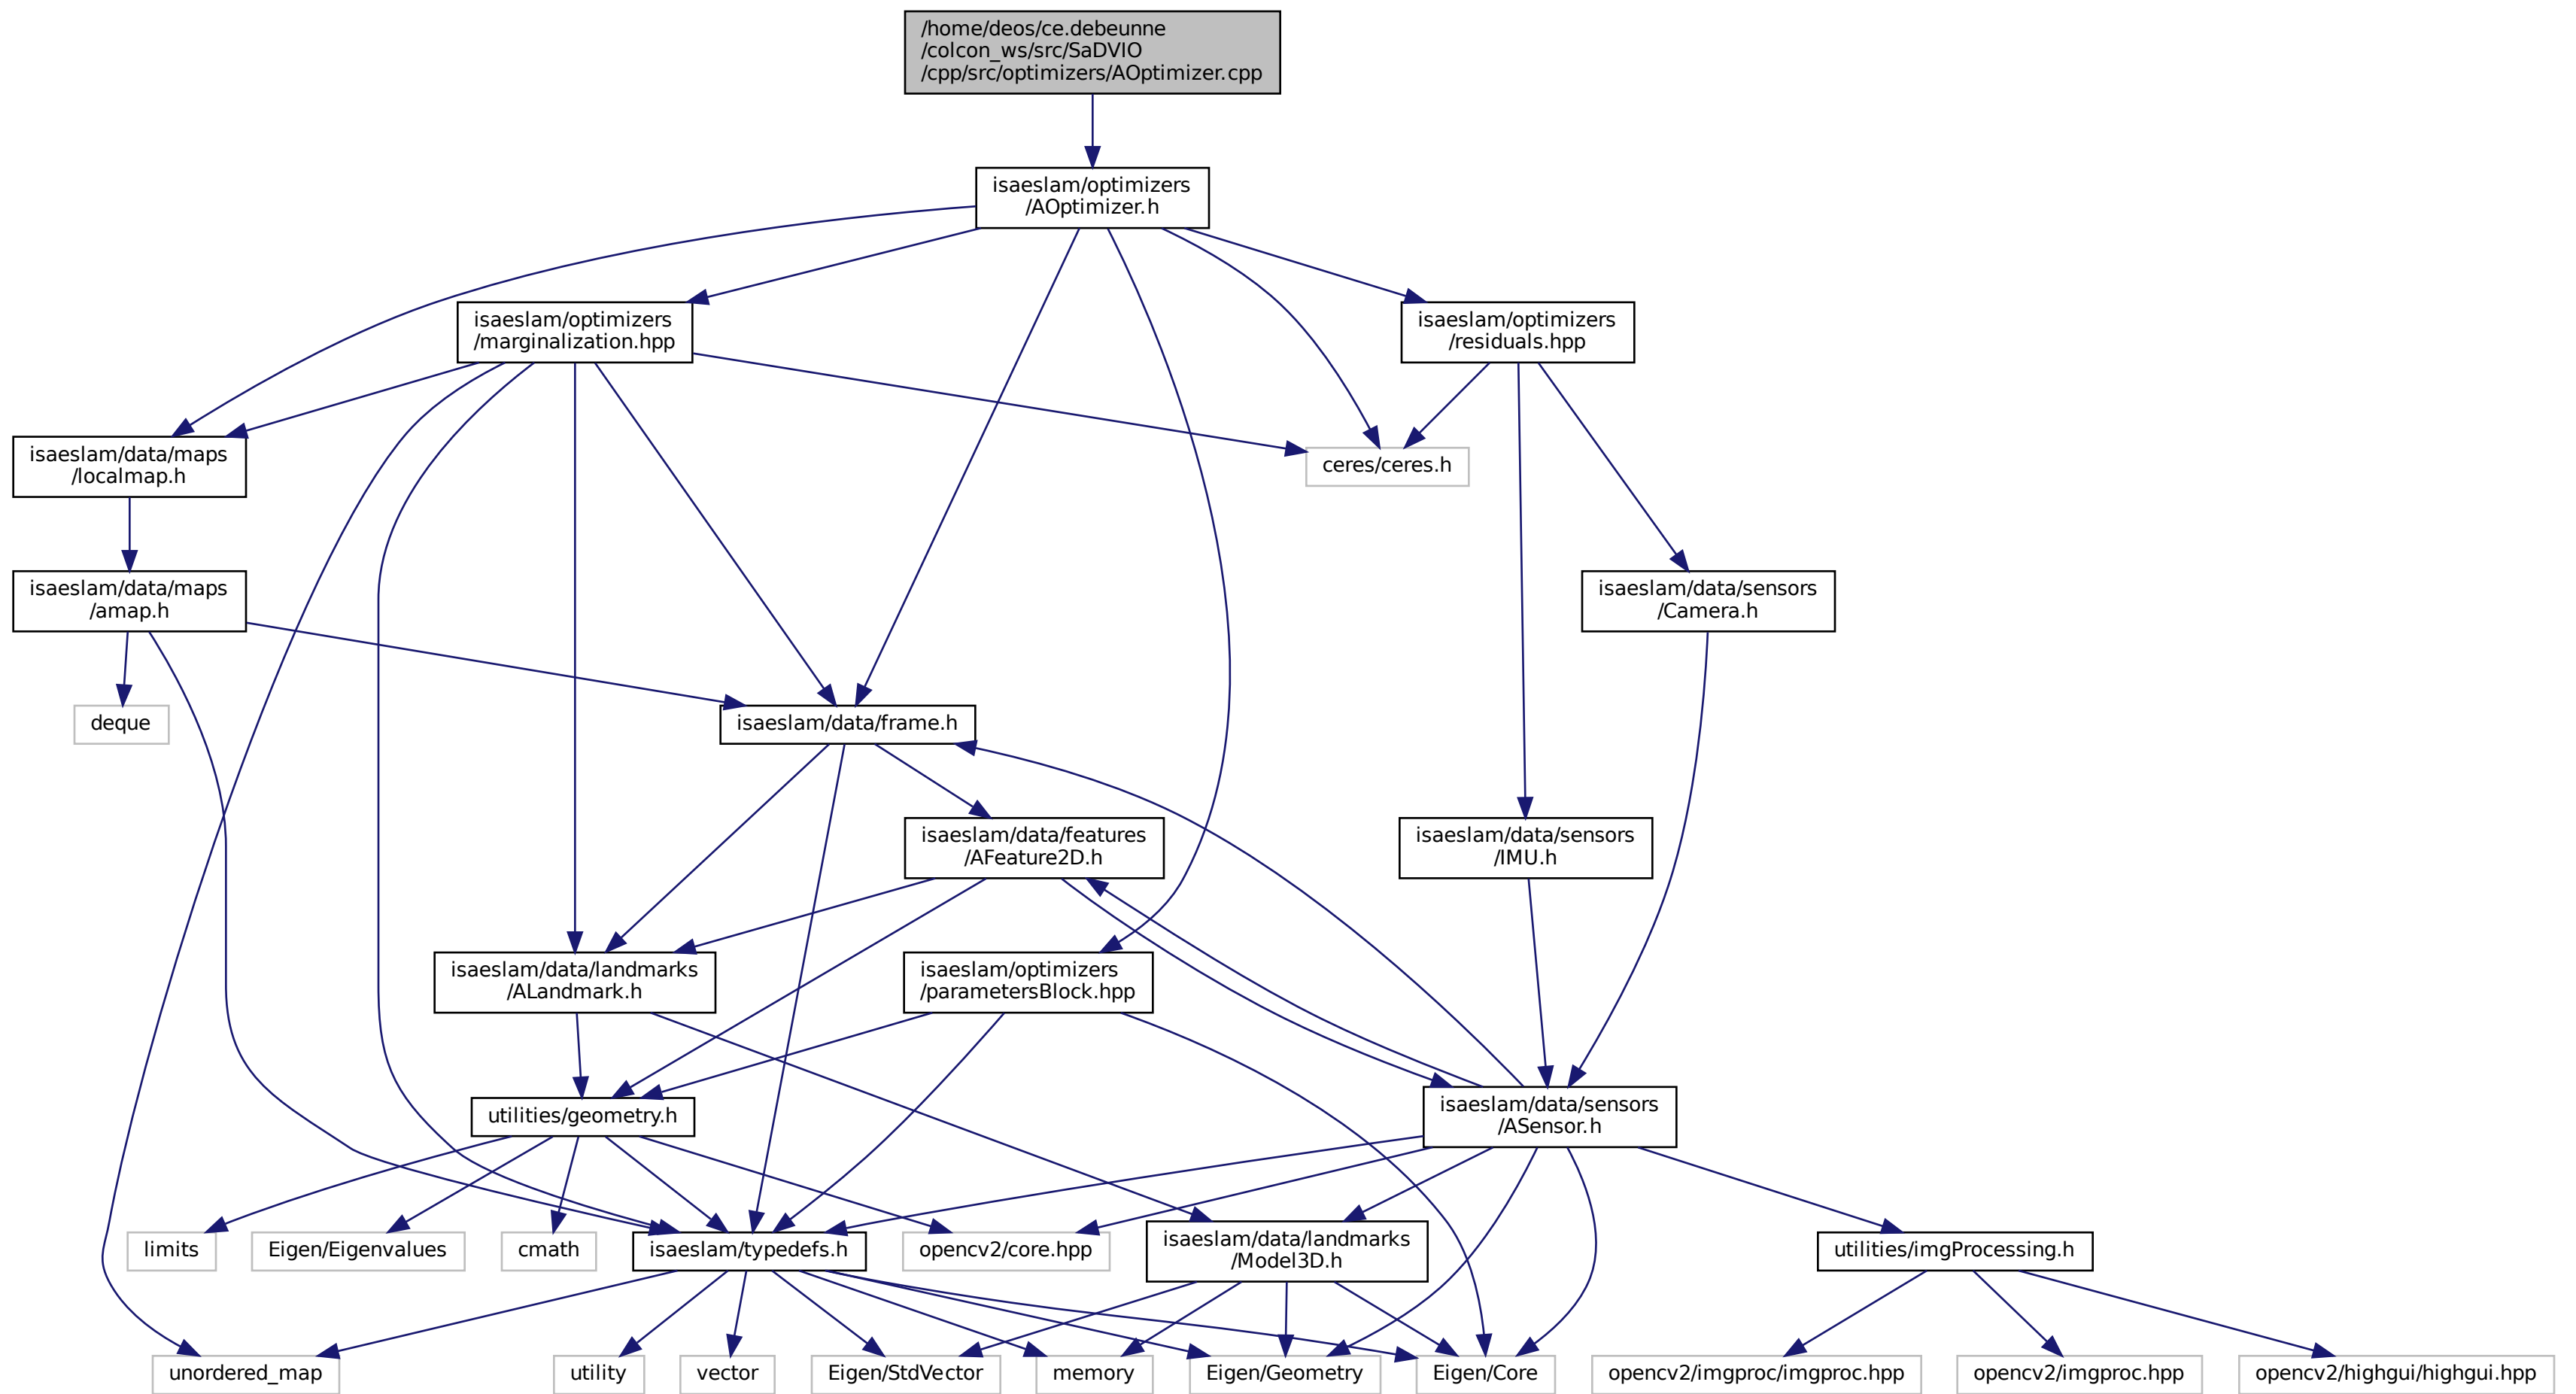 /home/deos/ce.debeunne
/colcon_ws/src/SaDVIO
/cpp/src/optimizers/AOptimizer.cpp
isaeslam/optimizers
/AOptimizer.h
isaeslam/optimizers
/marginalization.hpp
isaeslam/optimizers
/residuals.hpp
isaeslam/data/maps
/localmap.h
ceres/ceres.h
isaeslam/data/maps
/amap.h
isaeslam/data/sensors
/Camera.h
deque
isaeslam/data/frame.h
isaeslam/data/features
/AFeature2D.h
isaeslam/data/sensors
/IMU.h
isaeslam/data/landmarks
/ALandmark.h
isaeslam/optimizers
/parametersBlock.hpp
utilities/geometry.h
isaeslam/data/sensors
/ASensor.h
limits
Eigen/Eigenvalues
cmath
isaeslam/typedefs.h
opencv2/core.hpp
isaeslam/data/landmarks
/Model3D.h
utilities/imgProcessing.h
unordered_map
utility
vector
Eigen/StdVector
memory
Eigen/Geometry
Eigen/Core
opencv2/imgproc/imgproc.hpp
opencv2/imgproc.hpp
opencv2/highgui/highgui.hpp